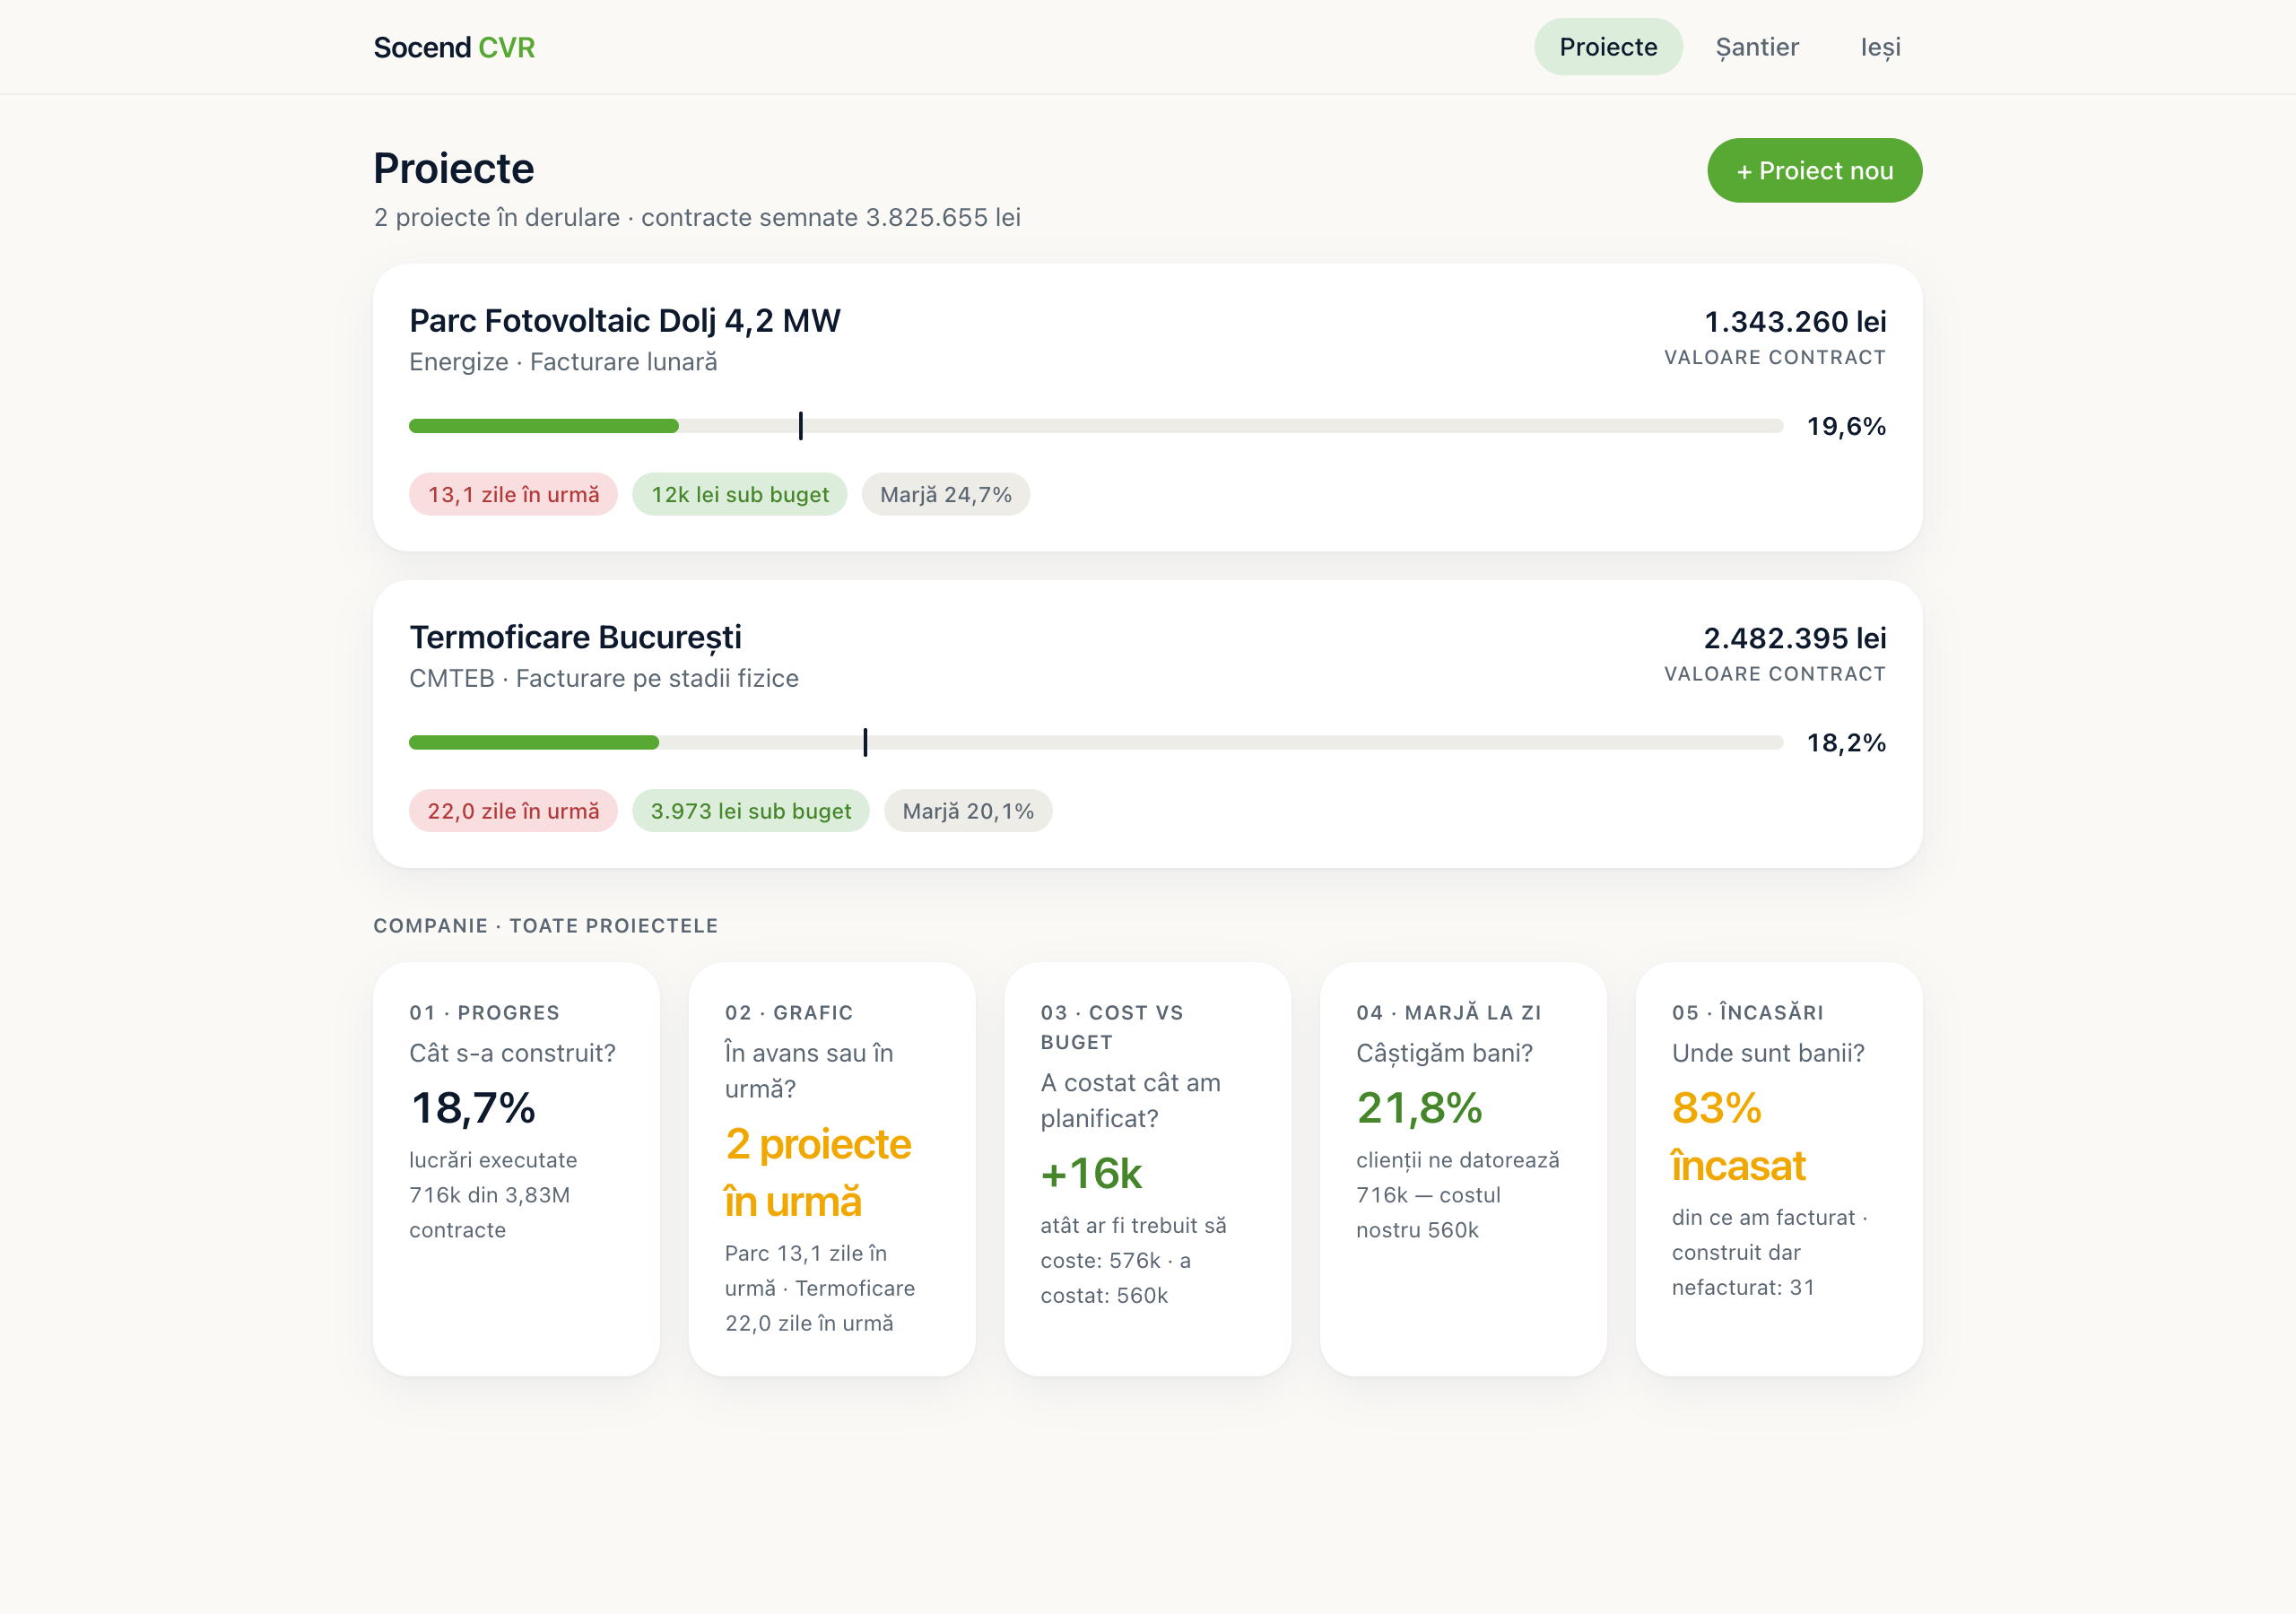 Socend CVR
Proiecte
Șantier
Ieși
Proiecte
+ Proiect nou
2 proiecte în derulare · contracte semnate 3.825.655 lei
Parc Fotovoltaic Dolj 4,2 MW
1.343.260 lei
Energize · Facturare lunară
VALOARE CONTRACT
19,6%
13,1 zile în urmă
12k lei sub buget
Marjă 24,7%
Termoficare București
2.482.395 lei
CMTEB · Facturare pe stadii fizice
VALOARE CONTRACT
18,2%
22,0 zile în urmă
3.973 lei sub buget
Marjă 20,1%
COMPANIE · TOATE PROIECTELE
01 · PROGRES
Cât s-a construit?
18,7%
lucrări executate
716k din 3,83M
contracte
02 · GRAFIC
În avans sau în
urmă?
2 proiecte
în urmă
Parc 13,1 zile în
urmă · Termoficare
22,0 zile în urmă
03 · COST VS
BUGET
A costat cât am
planificat?
+16k
atât ar fi trebuit să
coste: 576k · a
costat: 560k
04 · MARJĂ LA ZI
Câștigăm bani?
21,8%
clienții ne datorează
716k — costul
nostru 560k
05 · ÎNCASĂRI
Unde sunt banii?
83%
încasat
din ce am facturat ·
construit dar
nefacturat: 31